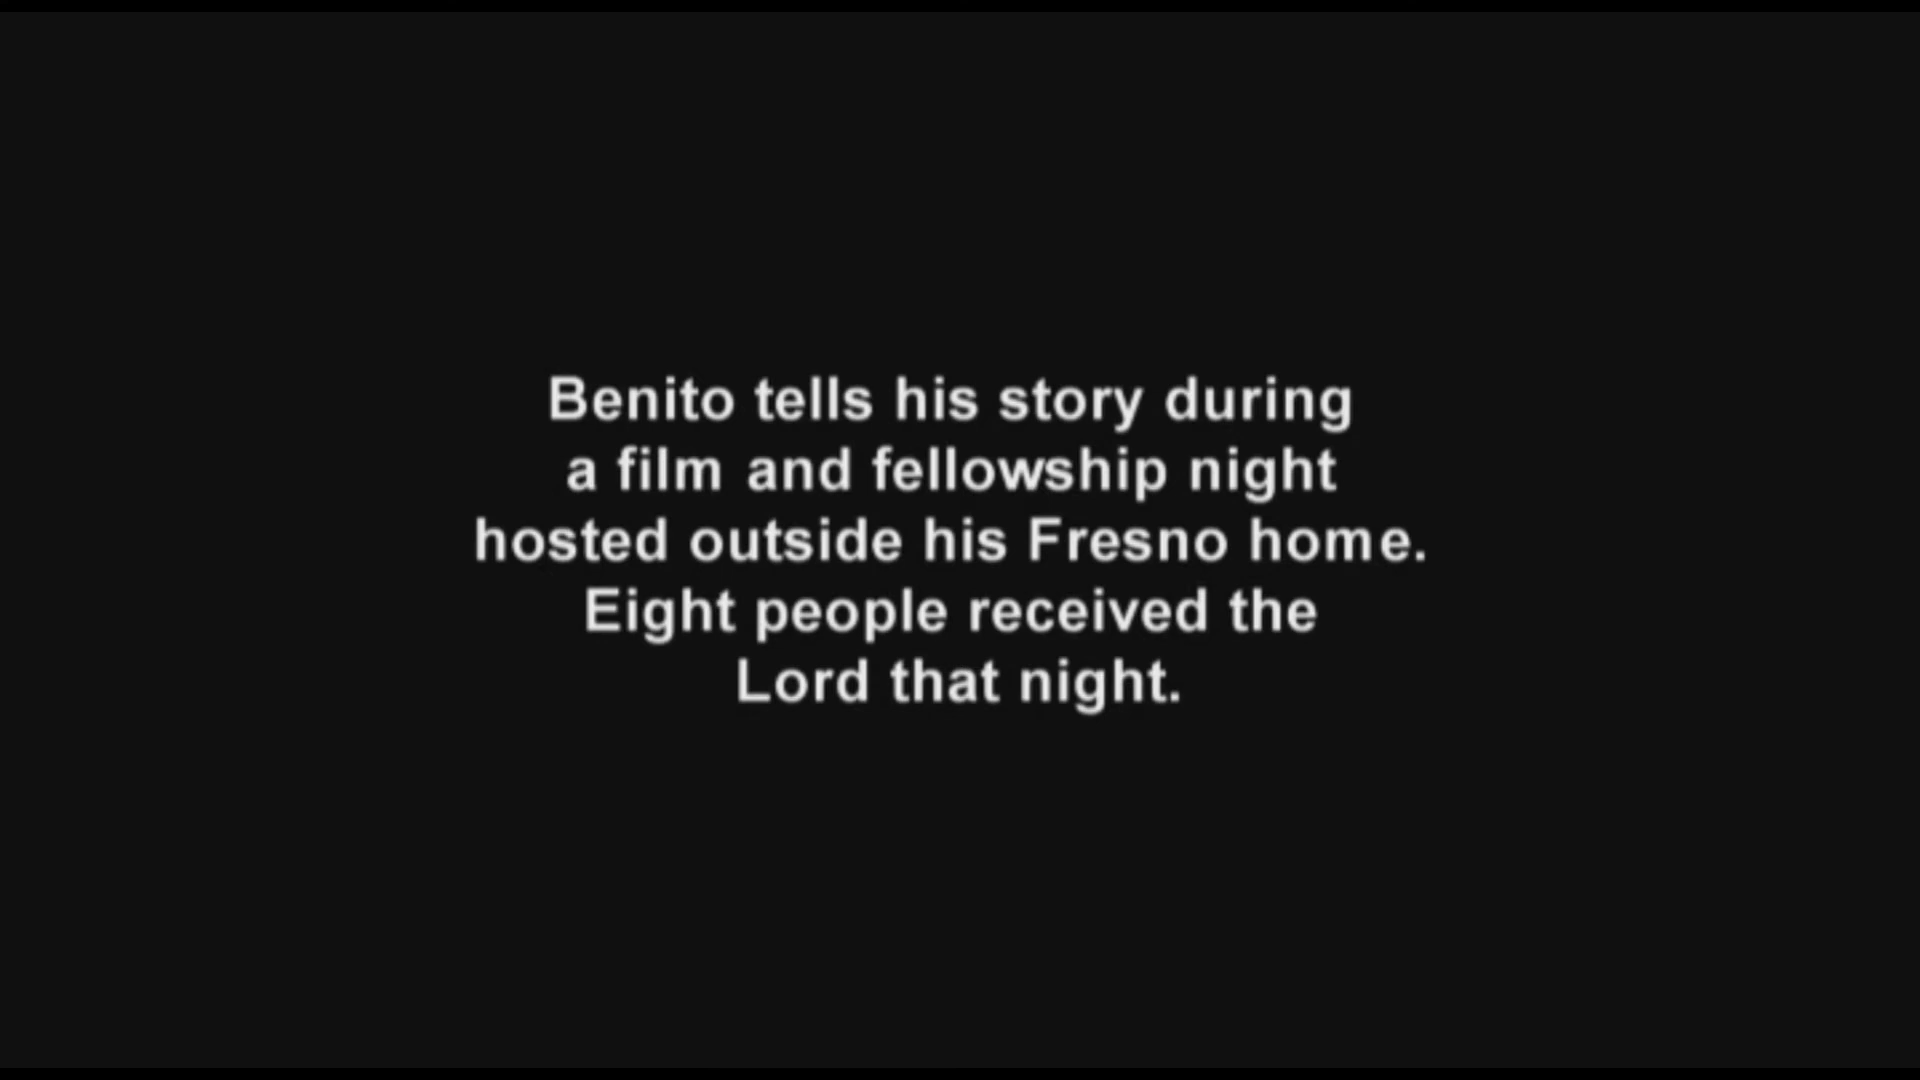 Benito tells his story during
a film and fellowship night
hosted outside his Fresno home.
Eight people received the
Lord that night.